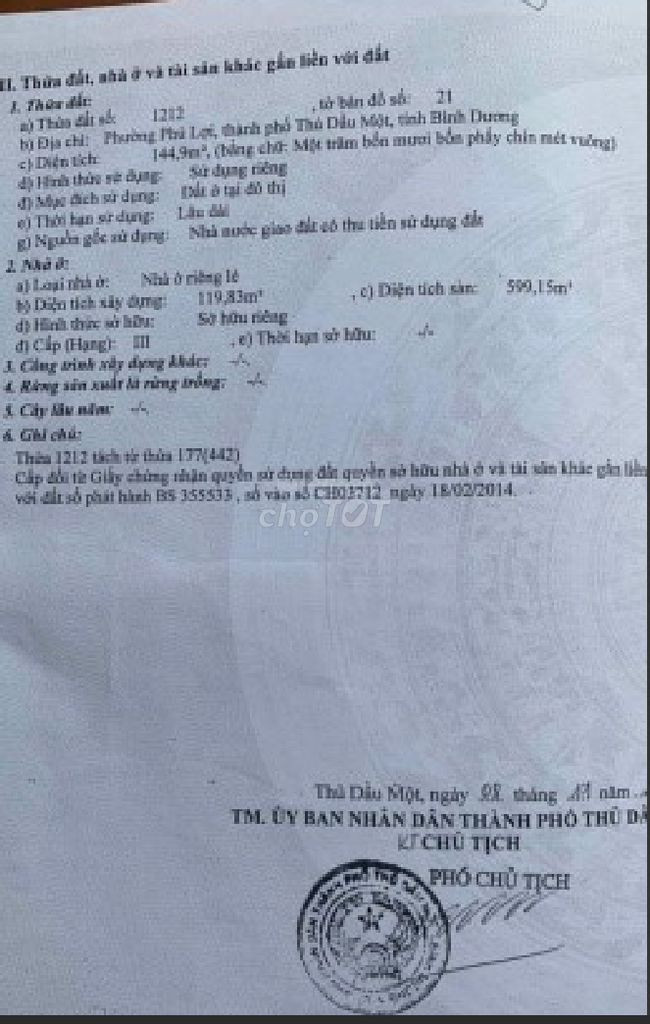 II. Thửa đất, nhà ở và tài sản khác gắn liền với đất
1. Thửa đất:
a) Thửa đất số: 1212 , tờ bản đồ số: 21
b) Địa chỉ: Phường Phú Lợi, thành phố Thủ Dầu Một, tỉnh Bình Dương
c) Diện tích: 144,9m², (bằng chữ: Một trăm bốn mươi bốn phẩy chín mét vuông)
d) Hình thức sử dụng: Sử dụng riêng
đ) Mục đích sử dụng: Đất ở tại đô thị
e) Thời hạn sử dụng: Lâu dài
g) Nguồn gốc sử dụng: Nhà nước giao đất có thu tiền sử dụng đất
2. Nhà ở:
a) Loại nhà ở: Nhà ở riêng lẻ
b) Diện tích xây dựng: 119,83m² , c) Diện tích sàn: 599,15m²
d) Hình thức sở hữu: Sở hữu riêng
đ) Cấp (Hạng): III , e) Thời hạn sở hữu: -/-
3. Công trình xây dựng khác: -/-
4. Rừng sản xuất là rừng trồng: -/-
5. Cây lâu năm: -/-
6. Ghi chú:
Thửa 1212 tách từ thửa 177(442)
Cấp đổi từ Giấy chứng nhận quyền sử dụng đất quyền sở hữu nhà ở và tài sản khác gắn liền
với đất số phát hành BS 355533 , số vào sổ CH03712 ngày 18/02/2014.
chợTỐT
Thủ Dầu Một, ngày tháng năm
TM. ỦY BAN NHÂN DÂN THÀNH PHỐ THỦ DẦ
KT CHỦ TỊCH
PHÓ CHỦ TỊCH